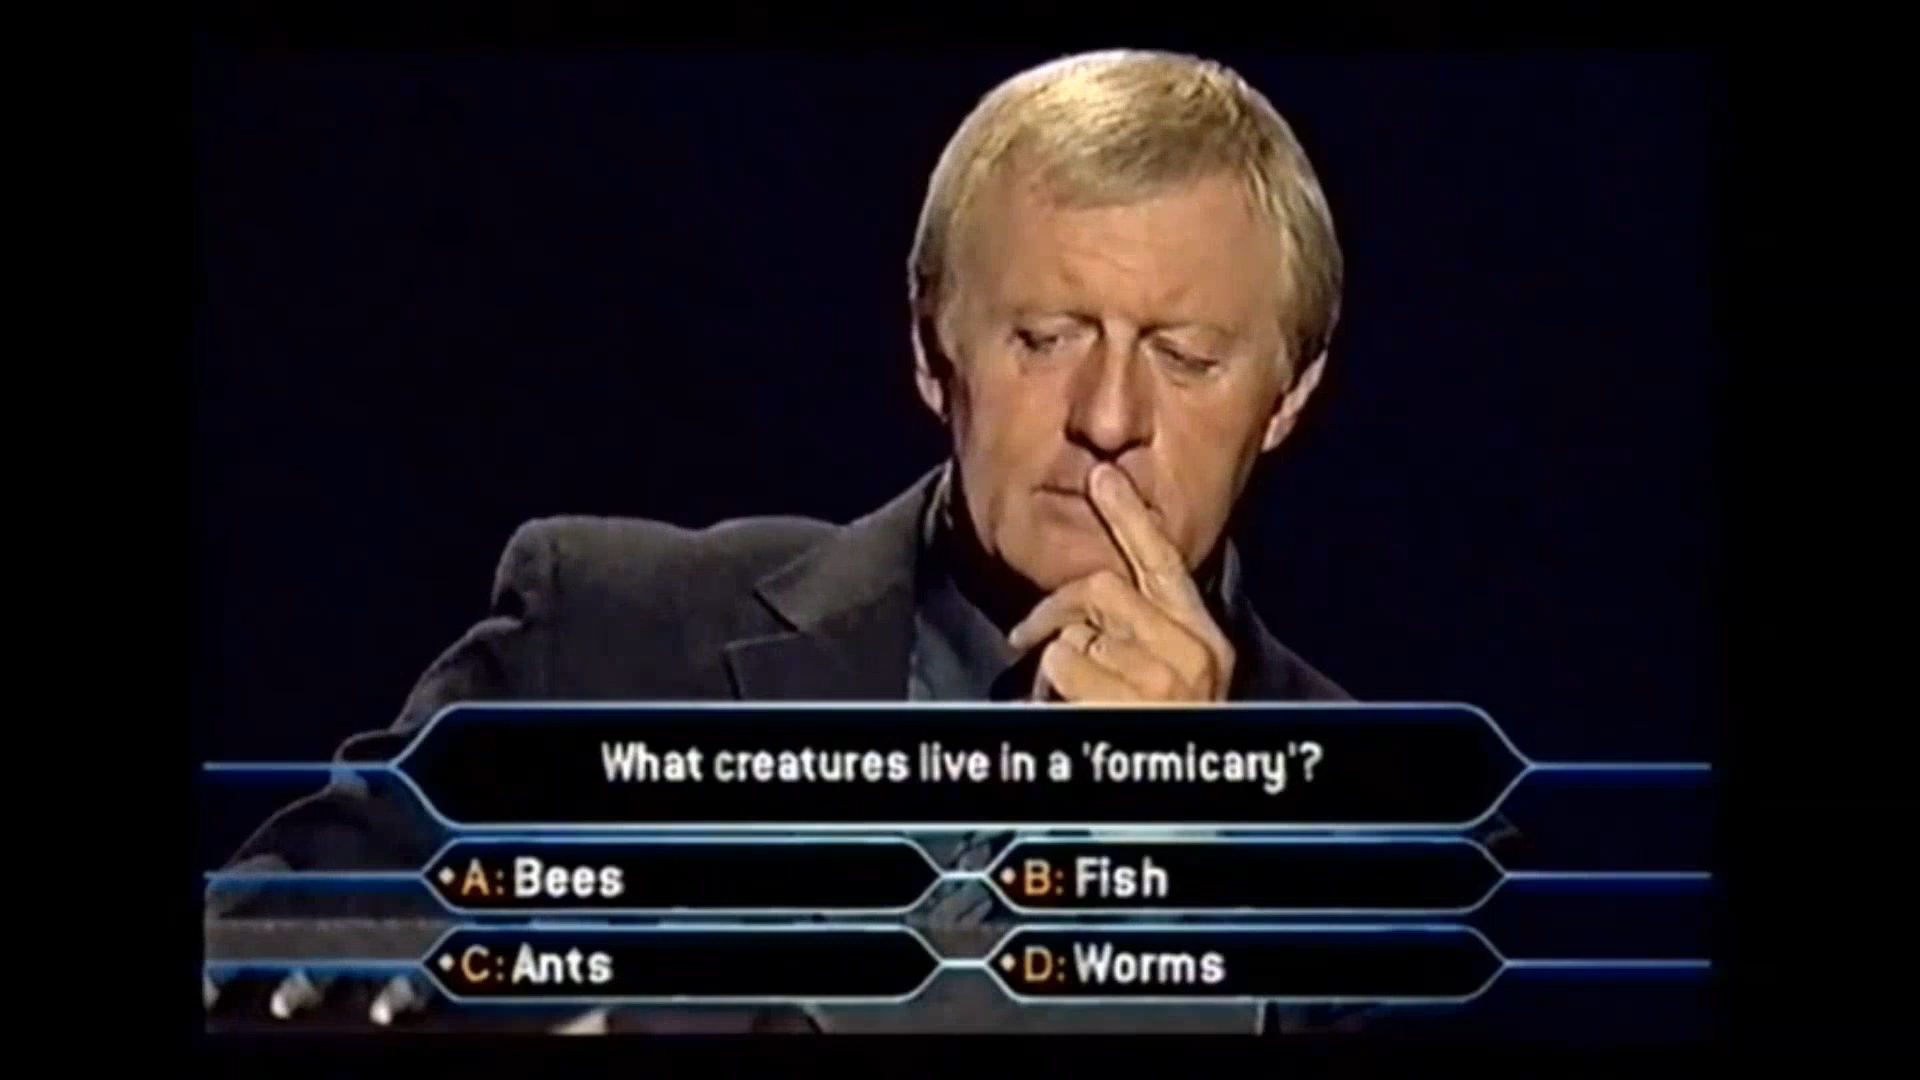 What creatures live in a 'formicary'?
A: Bees
B: Fish
C: Ants
D: Worms